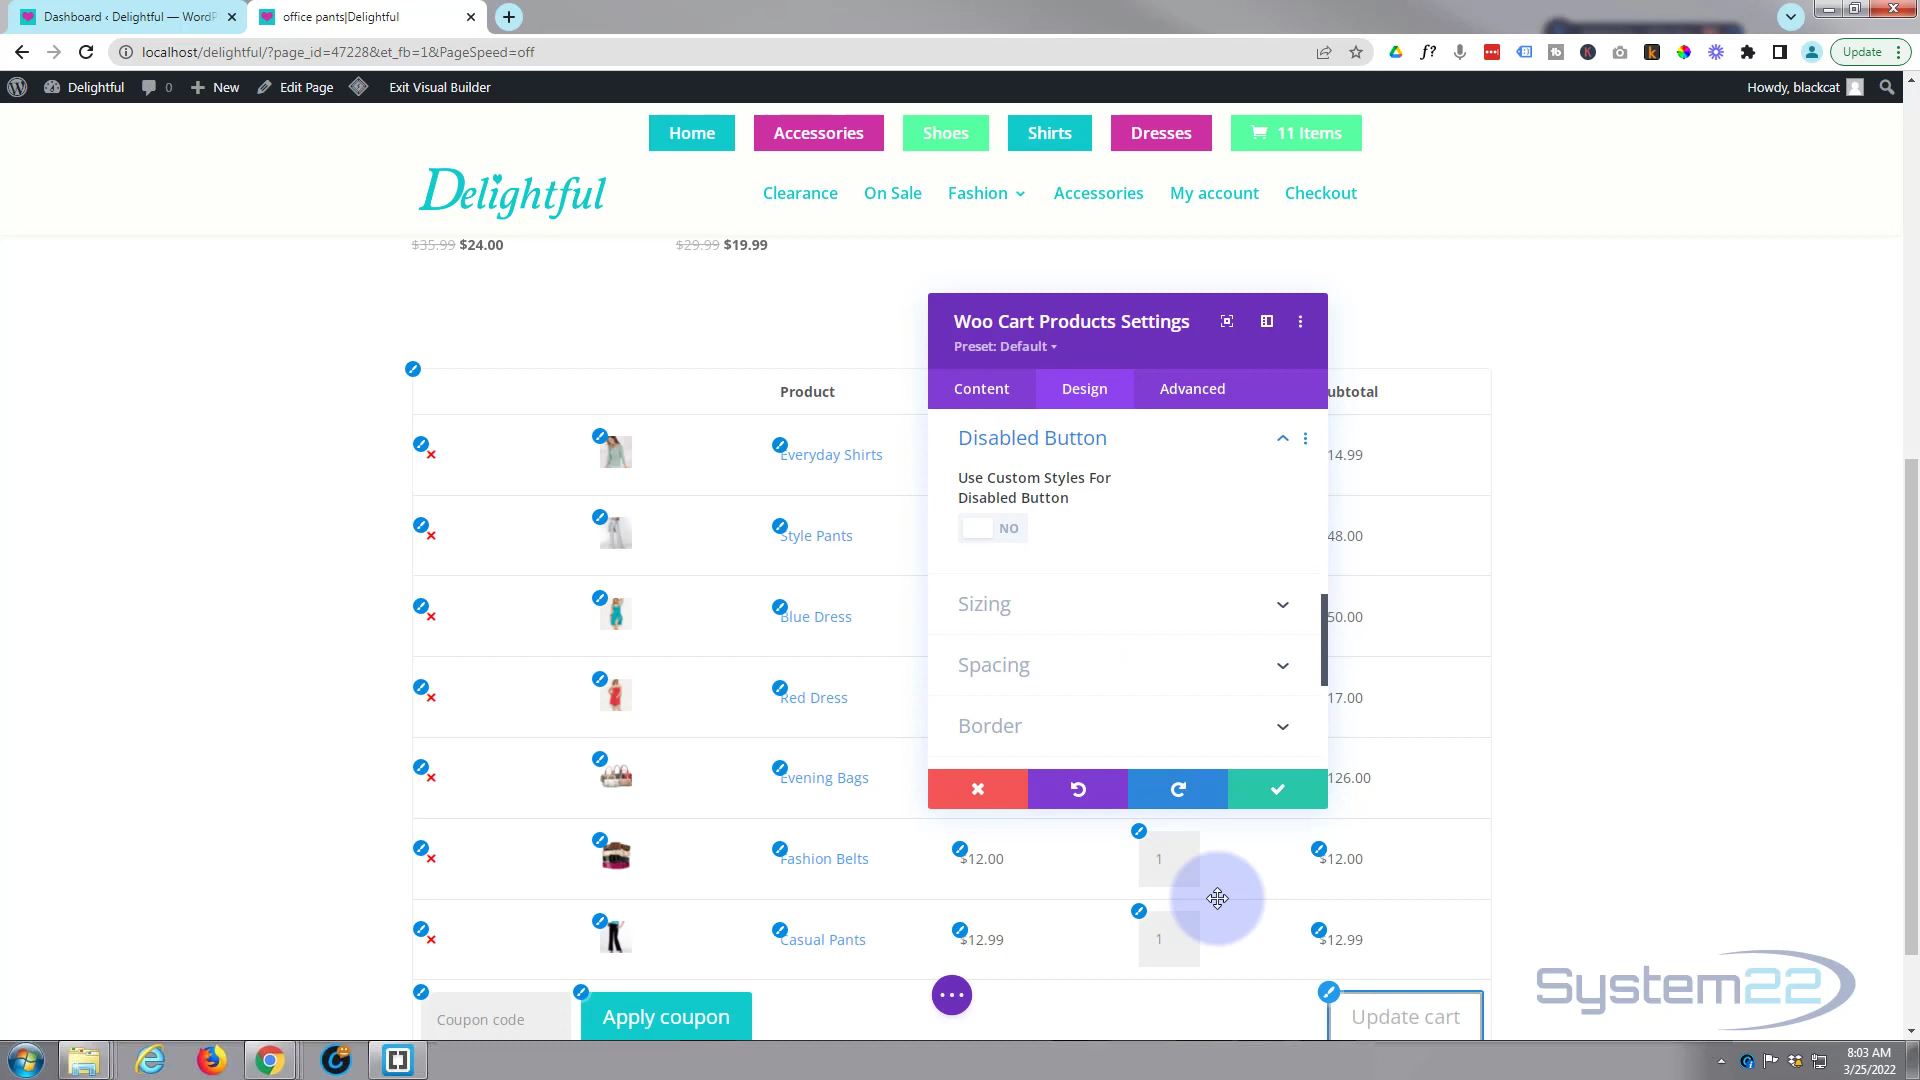 Dashboard ‹ Delightful — WordP
office pants|Delightful
localhost/delightful/?page_id=47228&et_fb=1&PageSpeed=off
Update
Delightful
0
New
Edit Page
Exit Visual Builder
Howdy, blackcat
Home
Accessories
Shoes
Shirts
Dresses
11 Items
Delightful
Clearance
On Sale
Fashion
Accessories
My account
Checkout
$35.99 $24.00
$29.99 $19.99
Woo Cart Products Settings
Preset: Default
Content
Design
Advanced
Disabled Button
Use Custom Styles For
Disabled Button
NO
Sizing
Spacing
Border
Product
ubtotal
Everyday Shirts
14.99
Style Pants
48.00
Blue Dress
50.00
Red Dress
17.00
Evening Bags
126.00
Fashion Belts
$12.00
1
$12.00
Casual Pants
$12.99
1
$12.99
Coupon code
Apply coupon
Update cart
System22
8:03 AM
3/25/2022